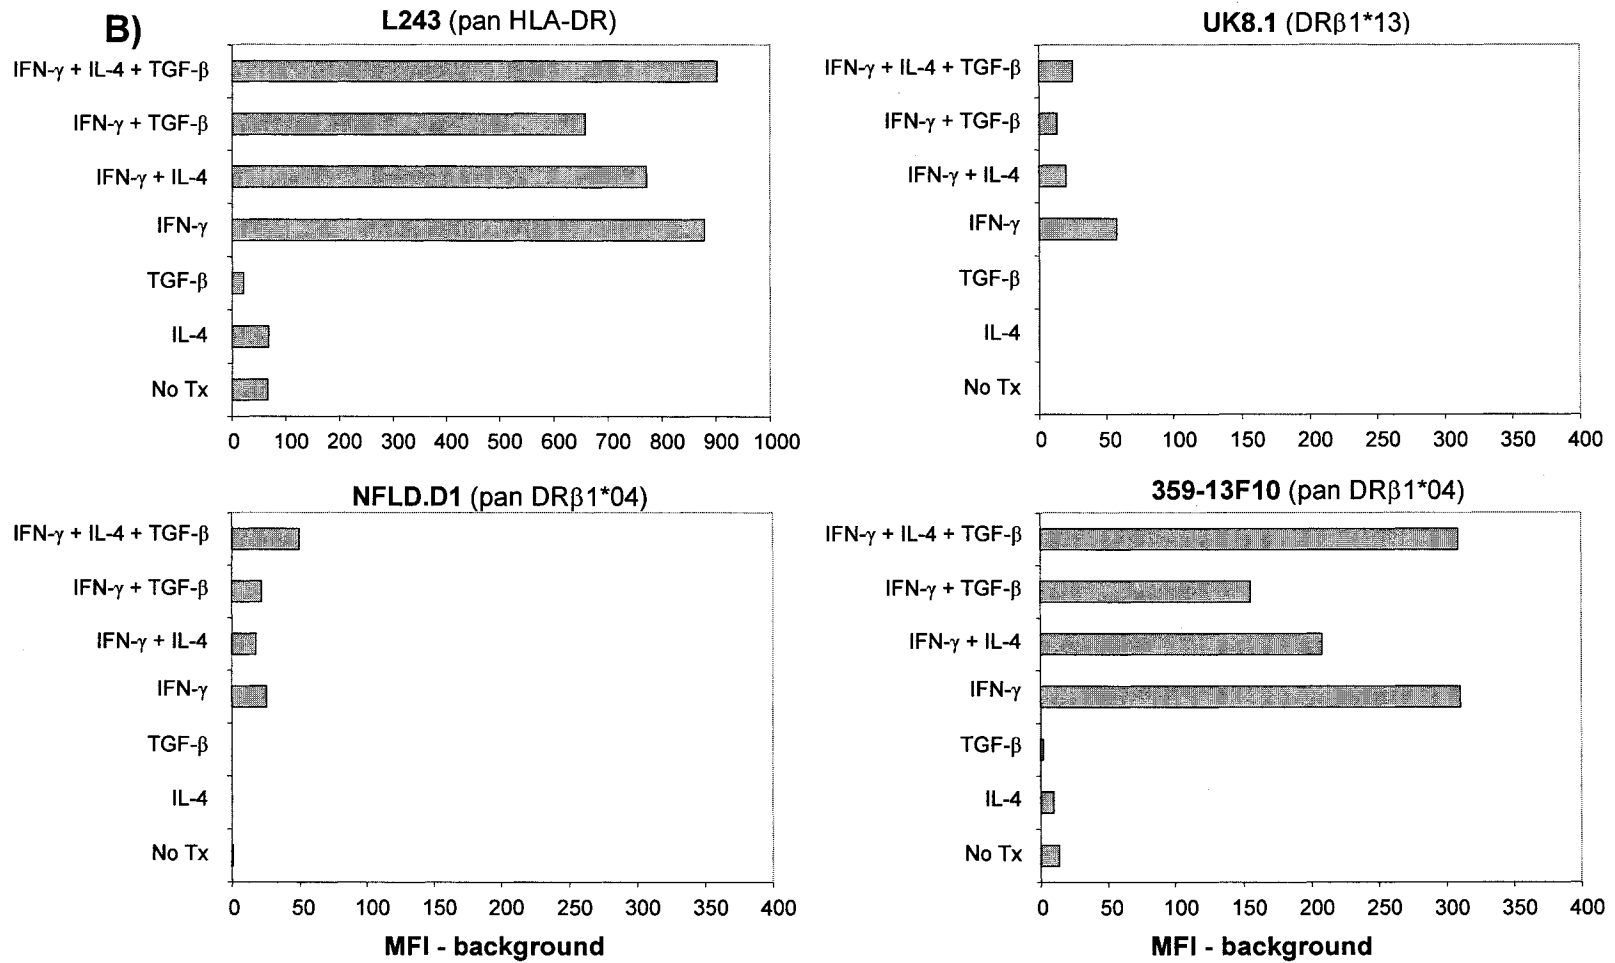 B)
L243 (pan HLA-DR)
IFN-γ + IL-4 + TGF-β
IFN-γ + TGF-β
IFN-γ + IL-4
IFN-γ
TGF-β
IL-4
No Tx
0 100 200 300 400 500 600 700 800 900 1000
UK8.1 (DRβ1*13)
IFN-γ + IL-4 + TGF-β
IFN-γ + TGF-β
IFN-γ + IL-4
IFN-γ
TGF-β
IL-4
No Tx
0 50 100 150 200 250 300 350 400
NFLD.D1 (pan DRβ1*04)
IFN-γ + IL-4 + TGF-β
IFN-γ + TGF-β
IFN-γ + IL-4
IFN-γ
TGF-β
IL-4
No Tx
0 50 100 150 200 250 300 350 400
MFI - background
359-13F10 (pan DRβ1*04)
IFN-γ + IL-4 + TGF-β
IFN-γ + TGF-β
IFN-γ + IL-4
IFN-γ
TGF-β
IL-4
No Tx
0 50 100 150 200 250 300 350 400
MFI - background